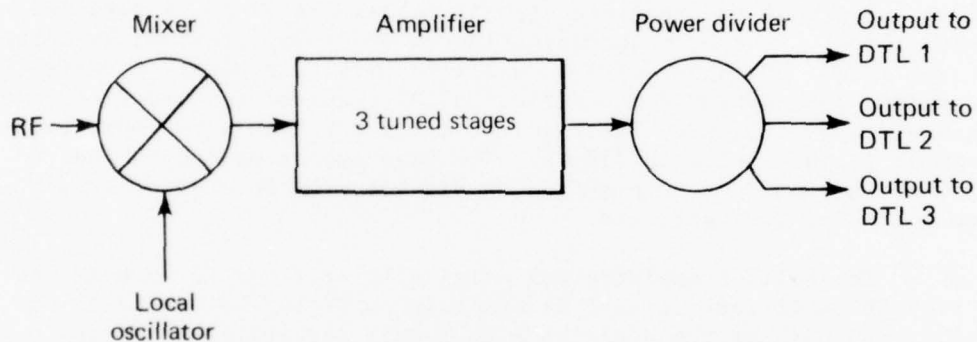 Mixer
Amplifier
Power divider
Output to
DTL 1
RF
3 tuned stages
Output to
DTL 2
Output to
DTL 3
Local
oscillator